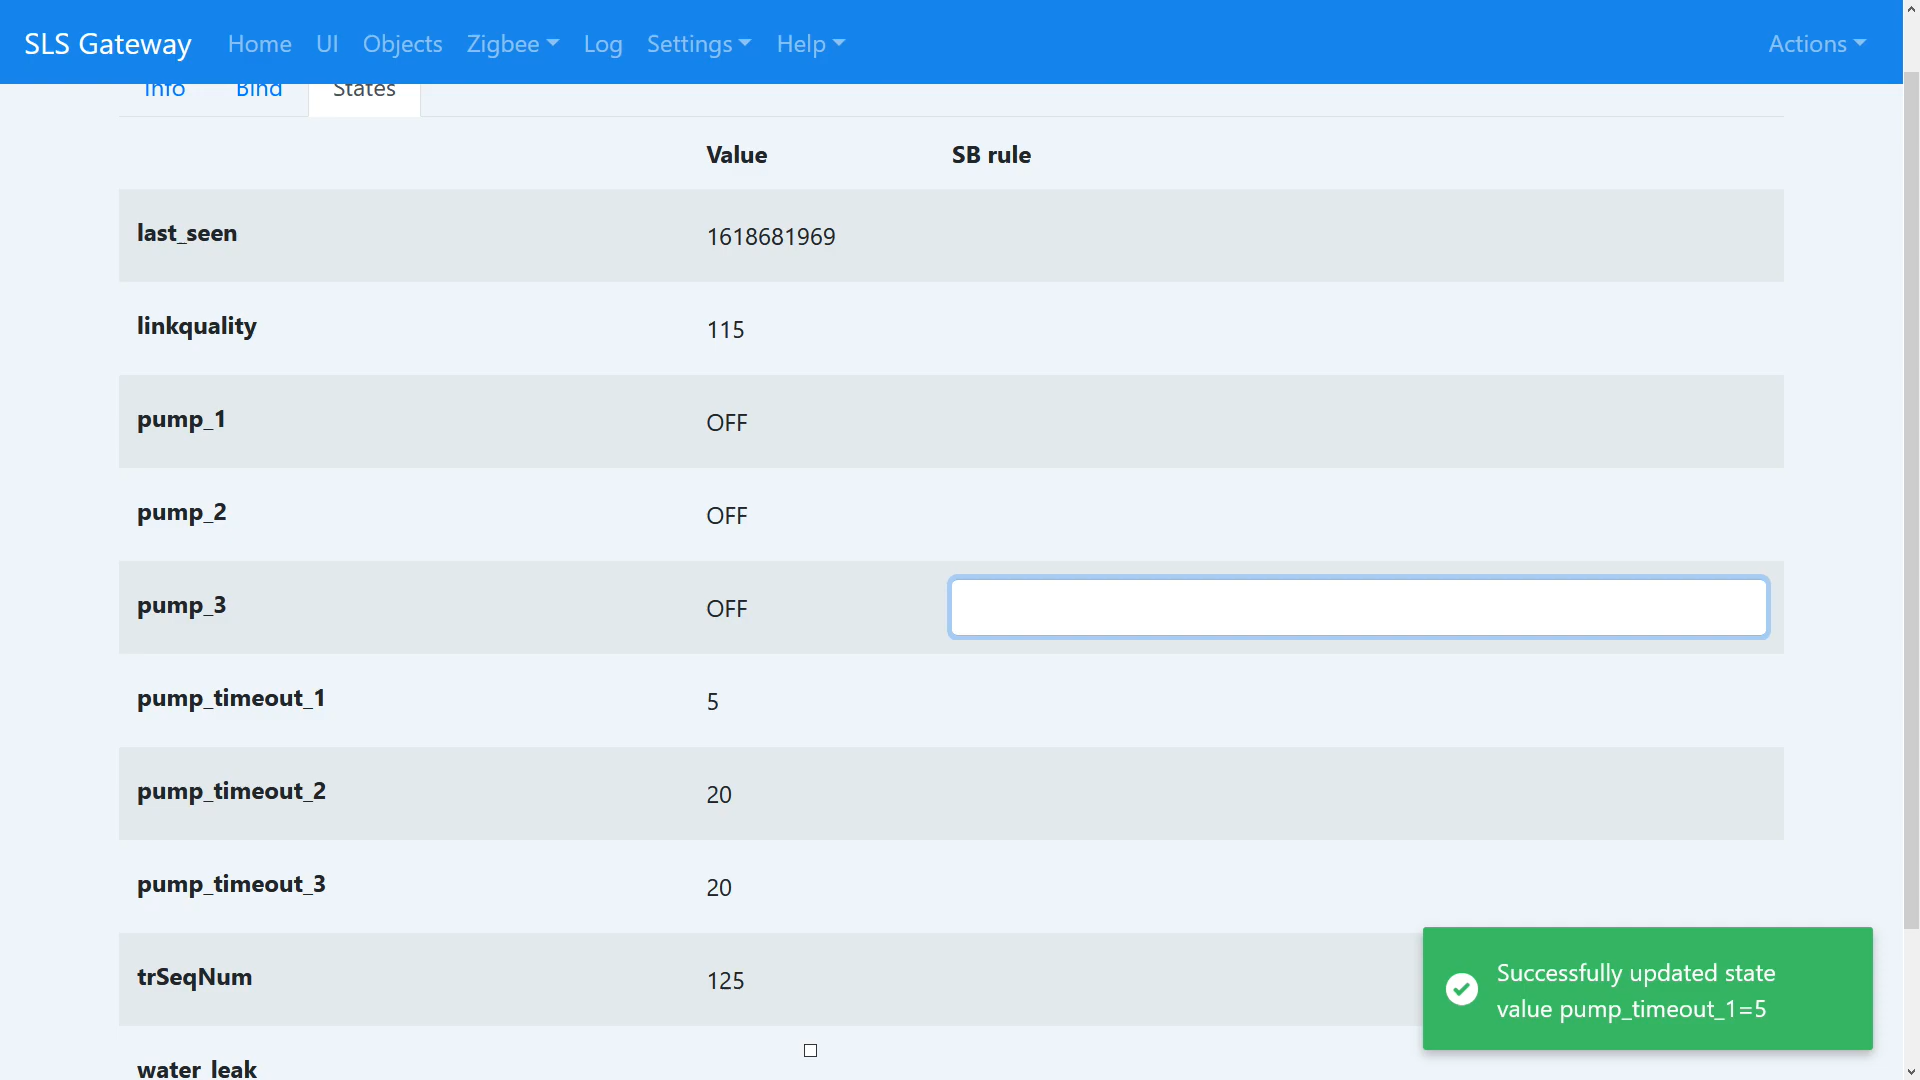 SLS Gateway Home UI Objects Zigbee Log Settings Help Actions
Info Bind States
Value SB rule
last_seen 1618681969
linkquality 115
pump_1 OFF
pump_2 OFF
pump_3 OFF
pump_timeout_1 5
pump_timeout_2 20
pump_timeout_3 20
trSeqNum 125
Successfully updated state
value pump_timeout_1=5
water_leak